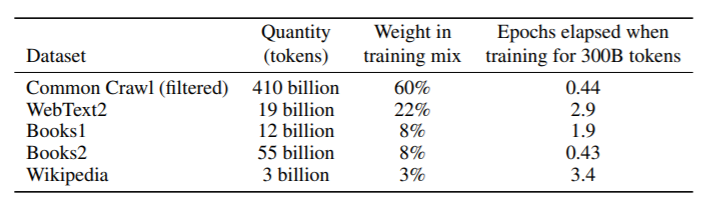 Quantity Weight in Epochs elapsed when
Dataset (tokens) training mix training for 300B tokens
Common Crawl (filtered) 410 billion 60% 0.44
WebText2 19 billion 22% 2.9
Books1 12 billion 8% 1.9
Books2 55 billion 8% 0.43
Wikipedia 3 billion 3% 3.4